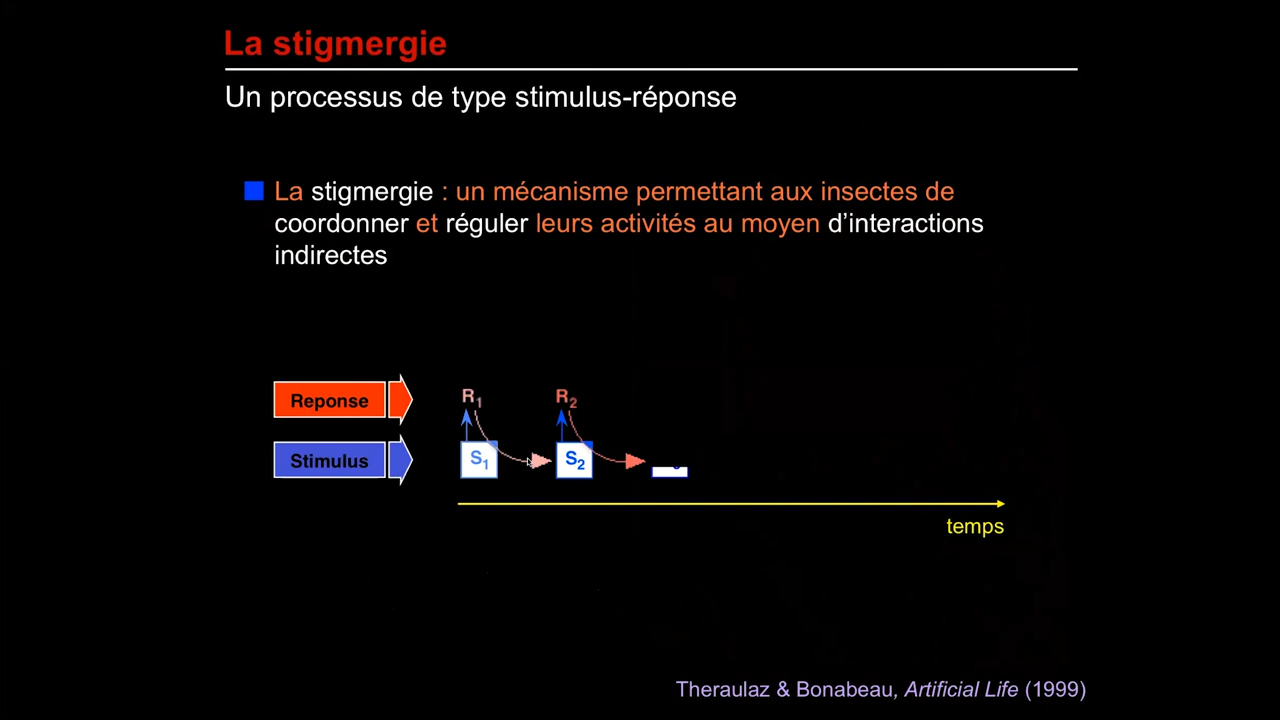 La stigmergie
Un processus de type stimulus-réponse
La stigmergie : un mécanisme permettant aux insectes de
coordonner et réguler leurs activités au moyen d’interactions
indirectes
Reponse
R1
R2
Stimulus
S1
S2
temps
Theraulaz & Bonabeau, Artificial Life (1999)